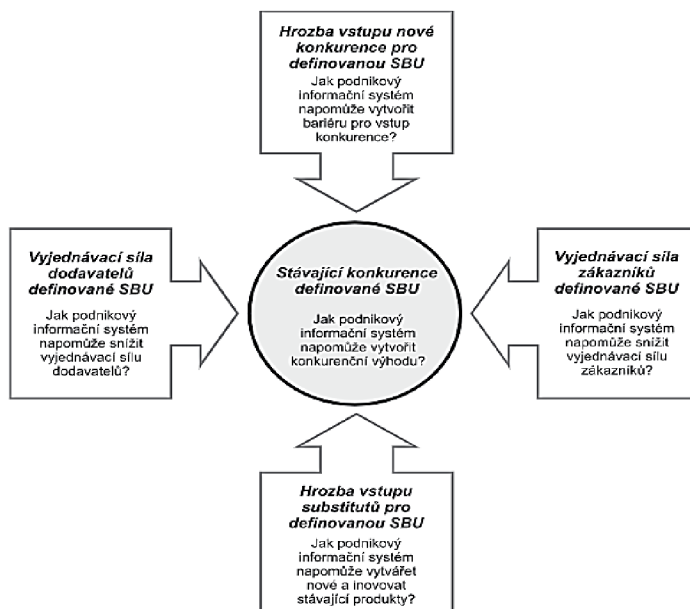 Hrozba vstupu nové
konkurence pro
definovanou SBU
Jak podnikový
informační systém
napomůže vytvořit
bariéru pro vstup
konkurence?
Vyjednávací síla
dodavatelů
definované SBU
Jak podnikový
informační systém
napomůže snížit
vyjednávací sílu
dodavatelů?
Stávající konkurence
definované SBU
Jak podnikový
informační systém
napomůže vytvořit
konkurenční výhodu?
Vyjednávací síla
zákazníků
definované SBU
Jak podnikový
informační systém
napomůže snížit
vyjednávací sílu
zákazníků?
Hrozba vstupu
substitutů pro
definovanou SBU
Jak podnikový
informační systém
napomůže vytvářet
nové a inovovat
stávající produkty?